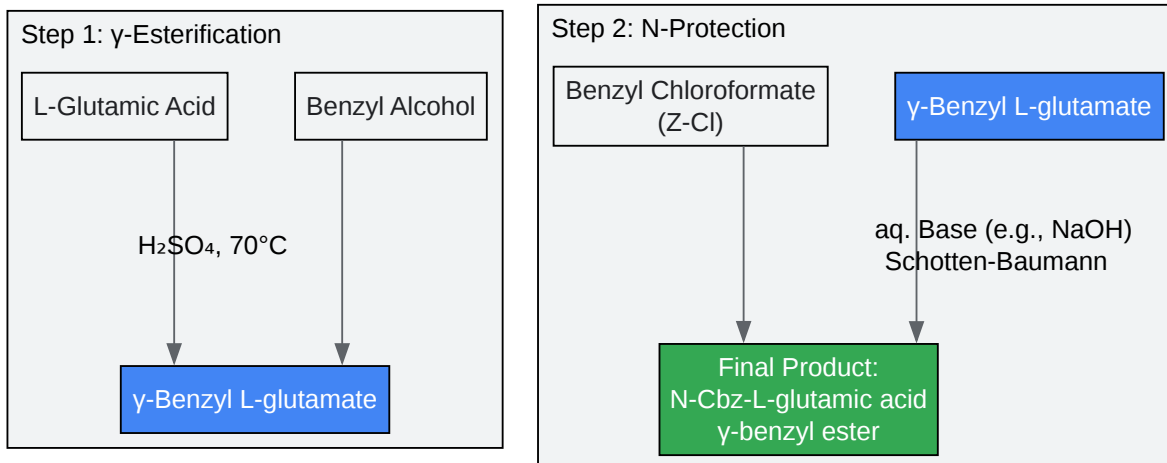 Step 1: γ-Esterification
L-Glutamic Acid
Benzyl Alcohol
H₂SO₄, 70°C
γ-Benzyl L-glutamate
Step 2: N-Protection
Benzyl Chloroformate
(Z-Cl)
γ-Benzyl L-glutamate
aq. Base (e.g., NaOH)
Schotten-Baumann
Final Product:
N-Cbz-L-glutamic acid
γ-benzyl ester